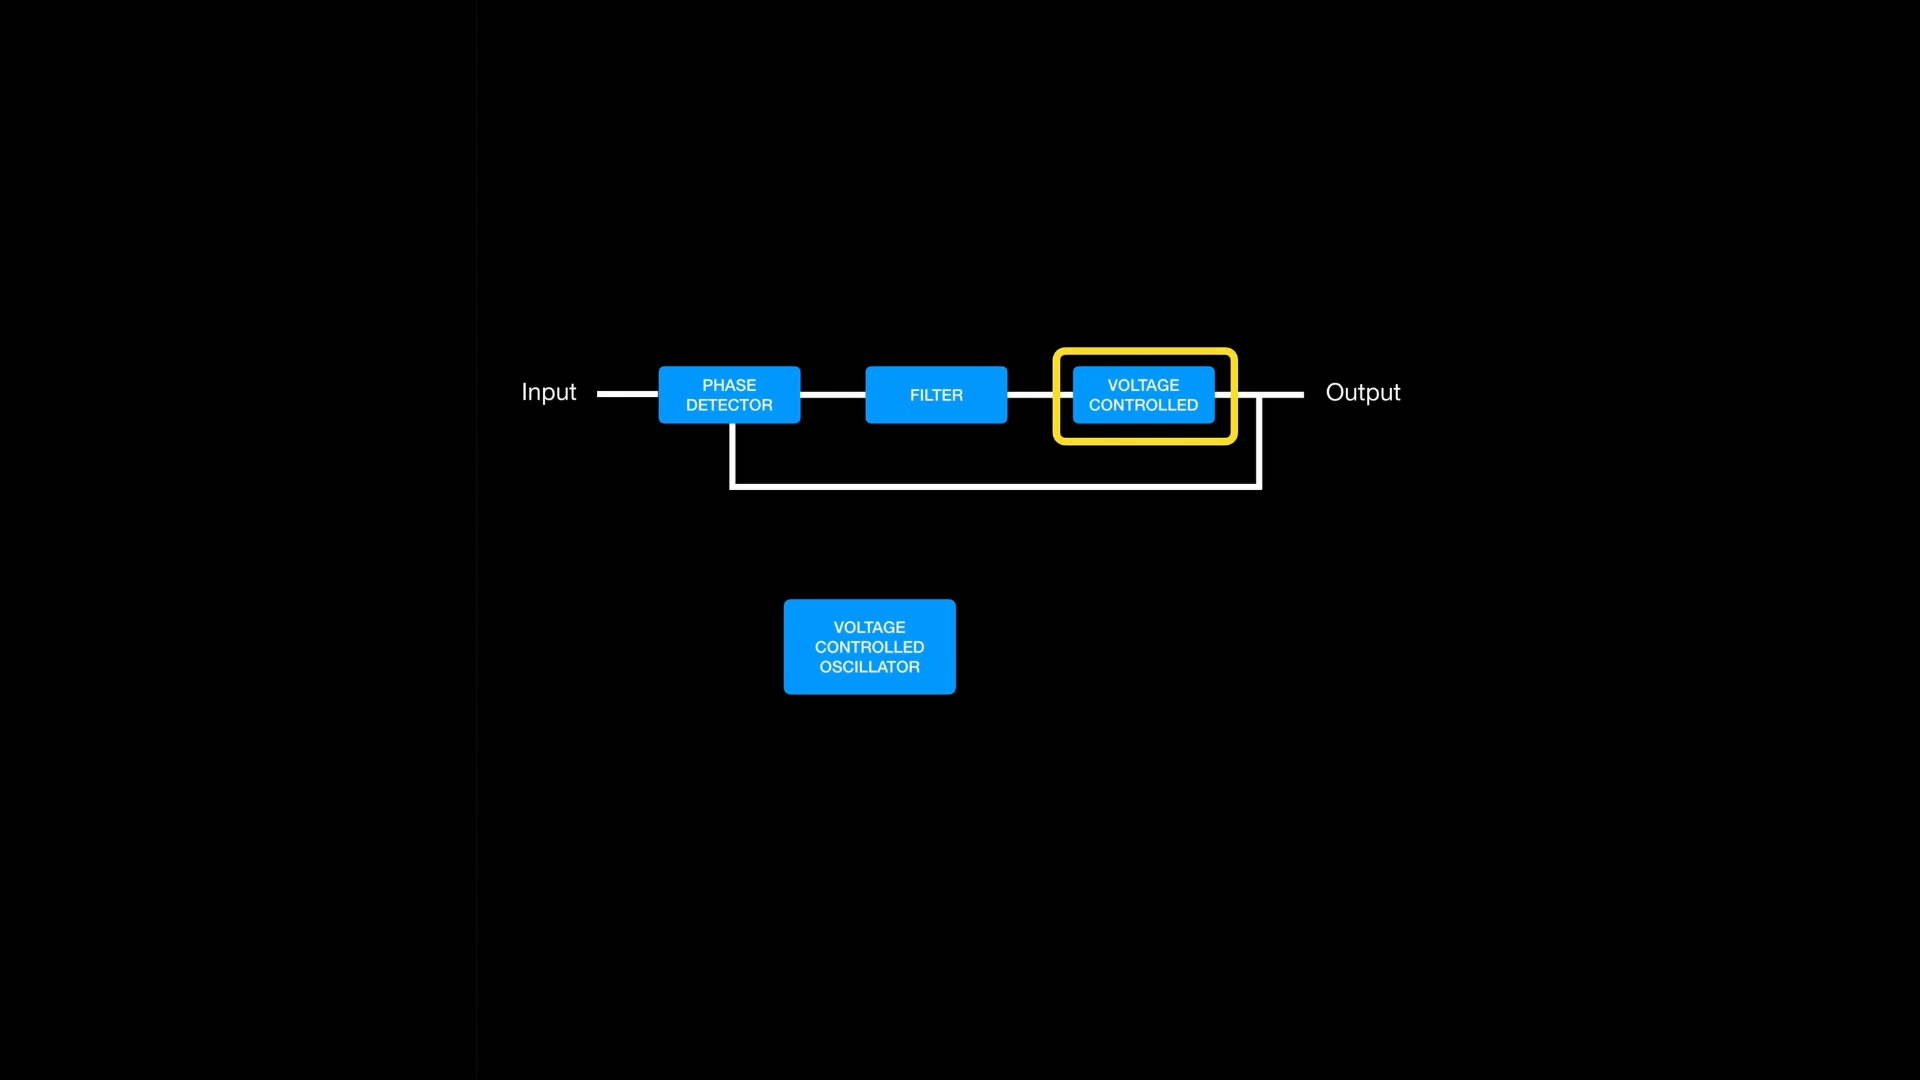 Input
PHASE
DETECTOR
FILTER
VOLTAGE
CONTROLLED
Output
VOLTAGE
CONTROLLED
OSCILLATOR